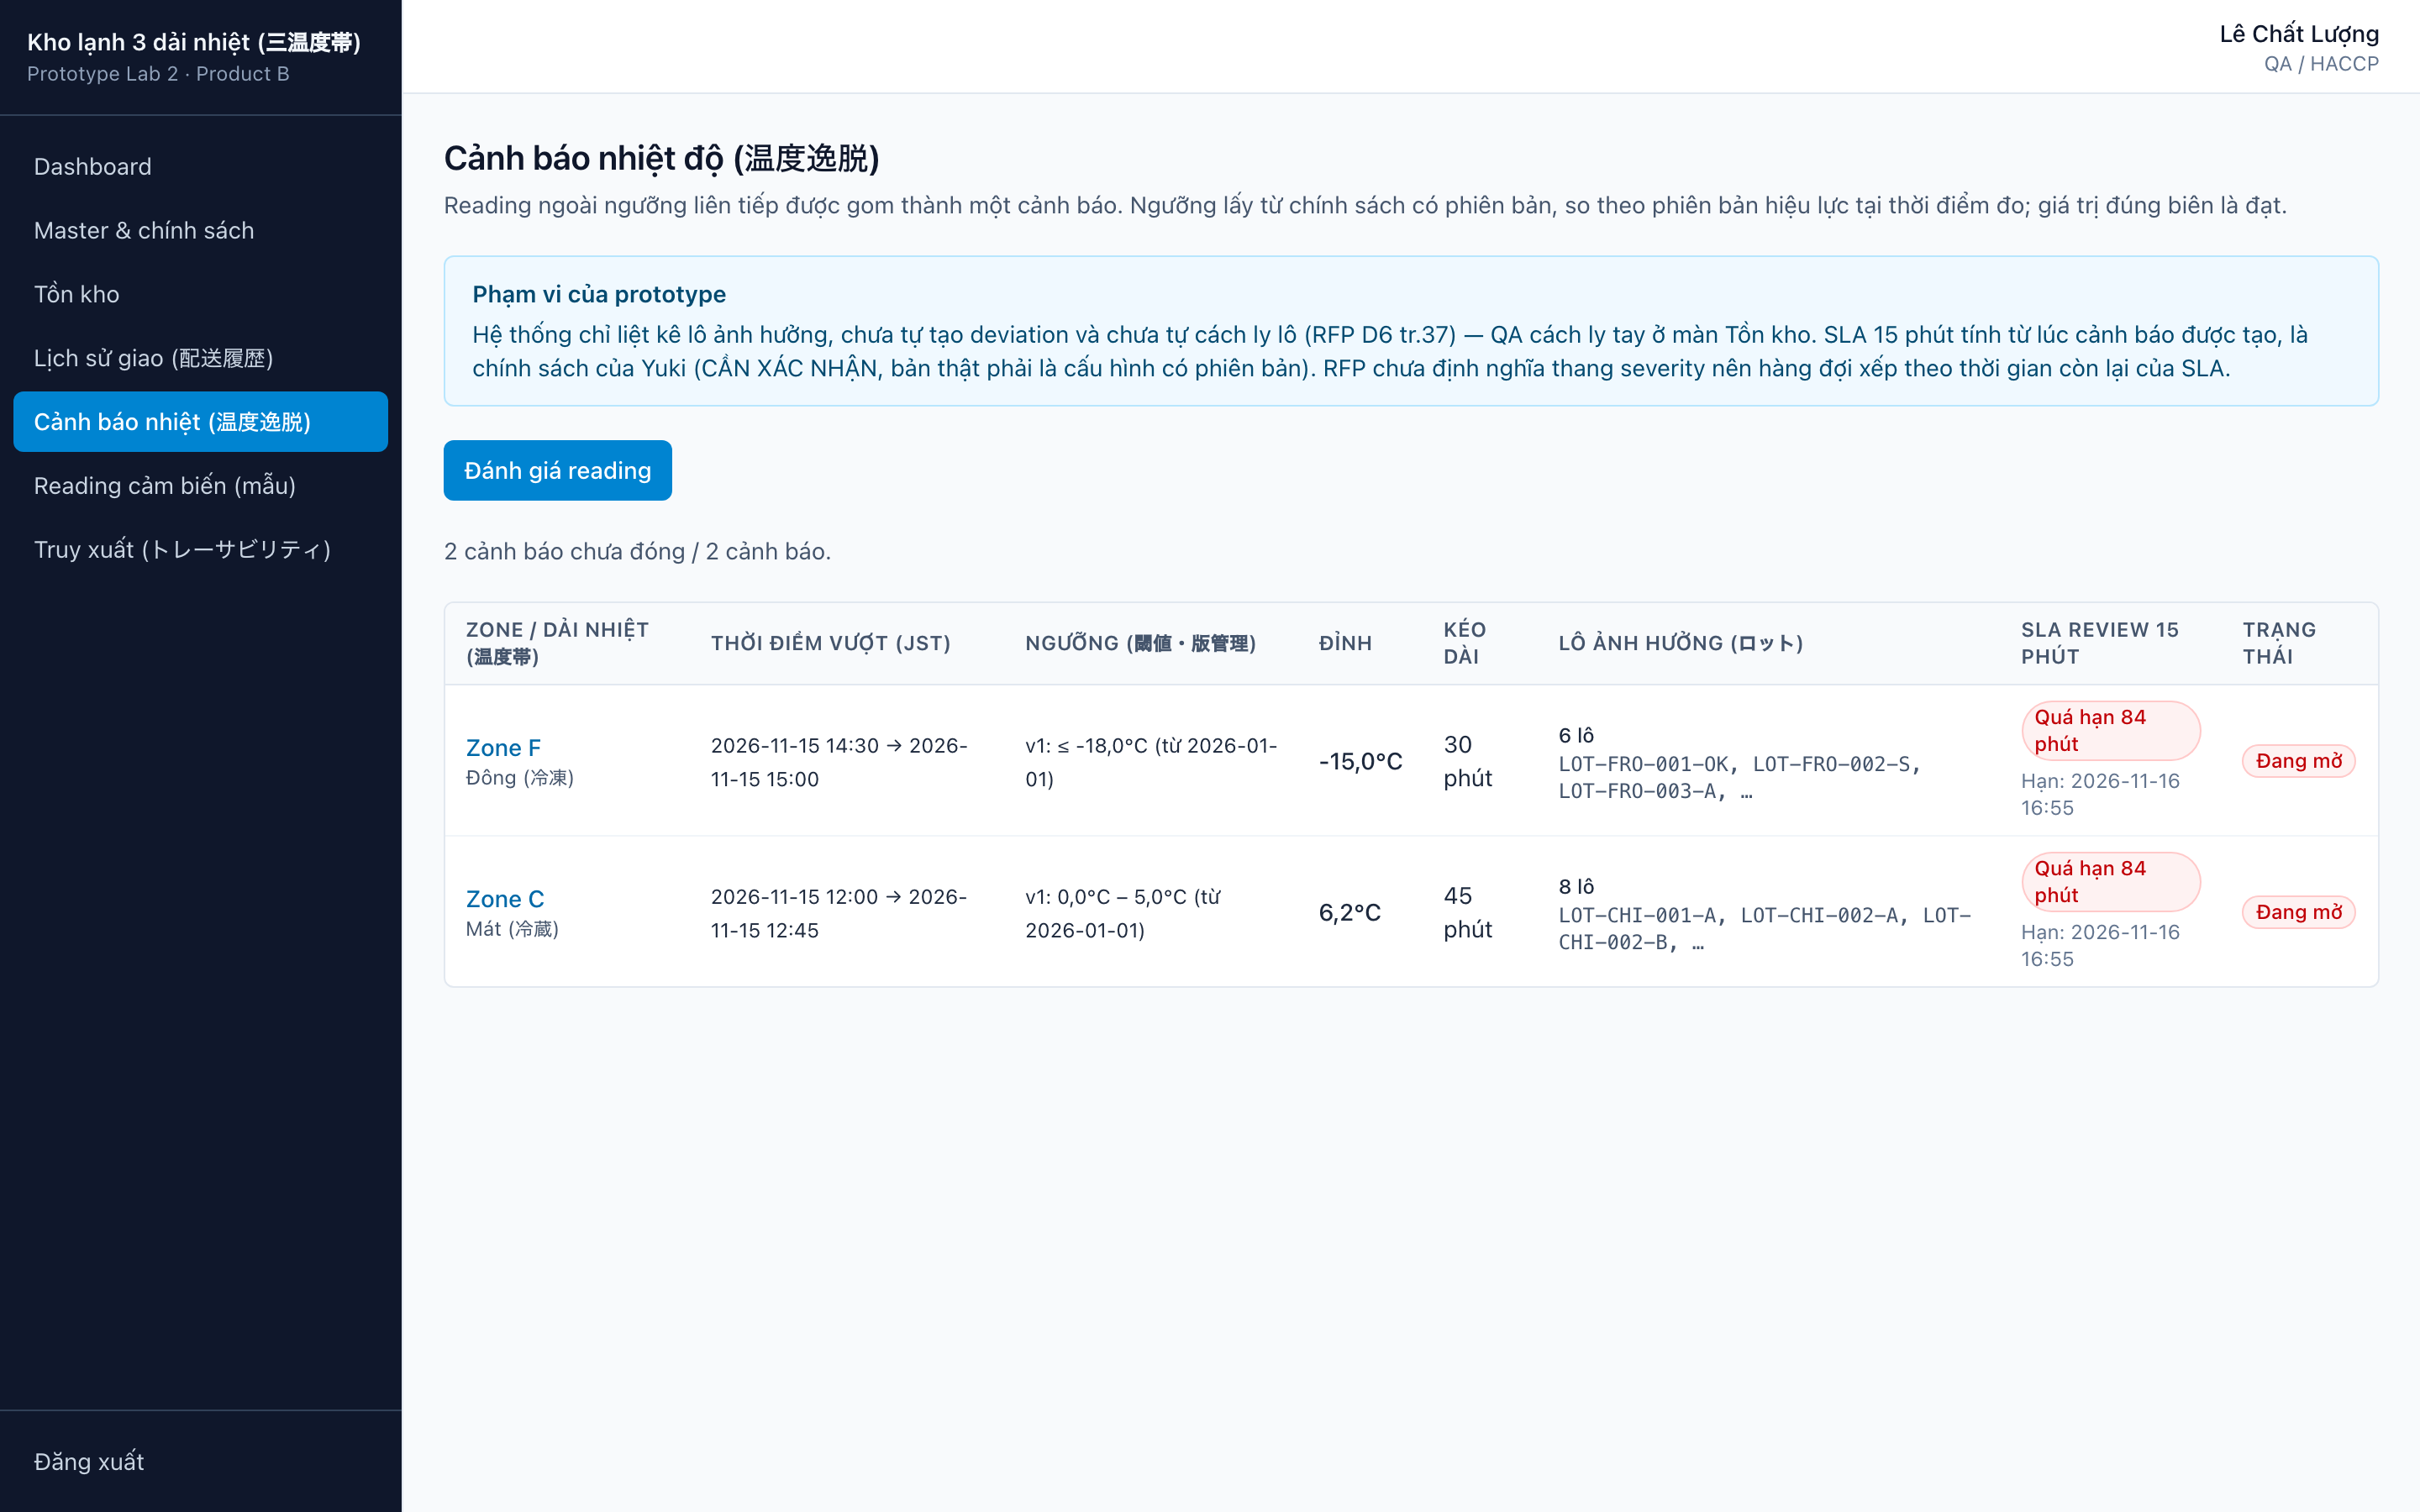 Kho lạnh 3 dải nhiệt (三温度帯)
Prototype Lab 2 · Product B
Dashboard
Master & chính sách
Tồn kho
Lịch sử giao (配送履歴)
Cảnh báo nhiệt (温度逸脱)
Reading cảm biến (mẫu)
Truy xuất (トレーサビリティ)
Đăng xuất
Lê Chất Lượng
QA / HACCP
Cảnh báo nhiệt độ (温度逸脱)
Reading ngoài ngưỡng liên tiếp được gom thành một cảnh báo. Ngưỡng lấy từ chính sách có phiên bản, so theo phiên bản hiệu lực tại thời điểm đo; giá trị đúng biên là đạt.
Phạm vi của prototype
Hệ thống chỉ liệt kê lô ảnh hưởng, chưa tự tạo deviation và chưa tự cách ly lô (RFP D6 tr.37) — QA cách ly tay ở màn Tồn kho. SLA 15 phút tính từ lúc cảnh báo được tạo, là
chính sách của Yuki (CẦN XÁC NHẬN, bản thật phải là cấu hình có phiên bản). RFP chưa định nghĩa thang severity nên hàng đợi xếp theo thời gian còn lại của SLA.
Đánh giá reading
2 cảnh báo chưa đóng / 2 cảnh báo.
ZONE / DẢI NHIỆT
(温度帯)
THỜI ĐIỂM VƯỢT (JST)
NGƯỠNG (閾値・版管理)
ĐỈNH
KÉO
DÀI
LÔ ẢNH HƯỞNG (ロット)
SLA REVIEW 15
PHÚT
TRẠNG
THÁI
Zone F
Đông (冷凍)
2026-11-15 14:30 → 2026-
11-15 15:00
v1: ≤ -18,0°C (từ 2026-01-
01)
-15,0°C
30
phút
6 lô
LOT-FRO-001-OK, LOT-FRO-002-S,
LOT-FRO-003-A, …
Quá hạn 84
phút
Hạn: 2026-11-16
16:55
Đang mở
Zone C
Mát (冷蔵)
2026-11-15 12:00 → 2026-
11-15 12:45
v1: 0,0°C – 5,0°C (từ
2026-01-01)
6,2°C
45
phút
8 lô
LOT-CHI-001-A, LOT-CHI-002-A, LOT-
CHI-002-B, …
Quá hạn 84
phút
Hạn: 2026-11-16
16:55
Đang mở